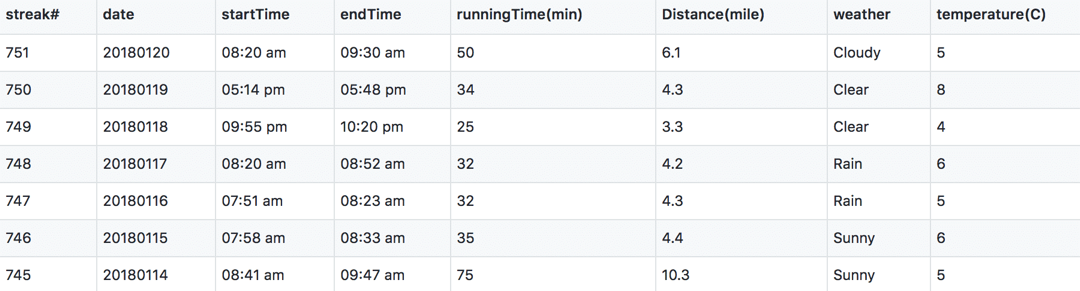 streak# date startTime endTime runningTime(min) Distance(mile) weather temperature(C)
751 20180120 08:20 am 09:30 am 50 6.1 Cloudy 5
750 20180119 05:14 pm 05:48 pm 34 4.3 Clear 8
749 20180118 09:55 pm 10:20 pm 25 3.3 Clear 4
748 20180117 08:20 am 08:52 am 32 4.2 Rain 6
747 20180116 07:51 am 08:23 am 32 4.3 Rain 5
746 20180115 07:58 am 08:33 am 35 4.4 Sunny 6
745 20180114 08:41 am 09:47 am 75 10.3 Sunny 5